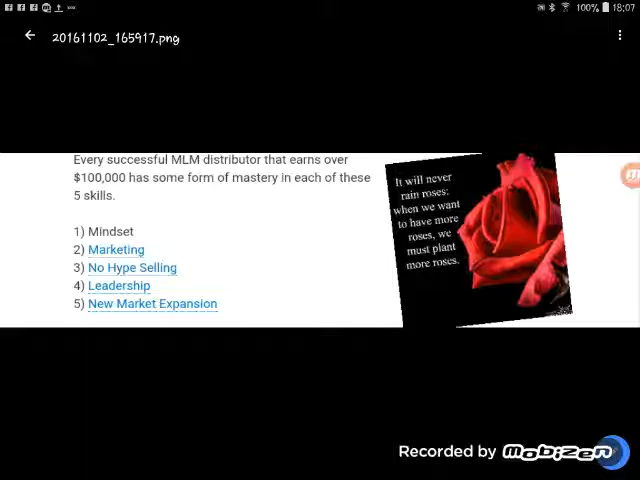 100% 18:07
20161102_165917.png
Every successful MLM distributor that earns over
$100,000 has some form of mastery in each of these
5 skills.
1) Mindset
2) Marketing
3) No Hype Selling
4) Leadership
5) New Market Expansion
It will never
rain roses:
when we want
to have more
roses, we
must plant
more roses.
Recorded by Mobizen